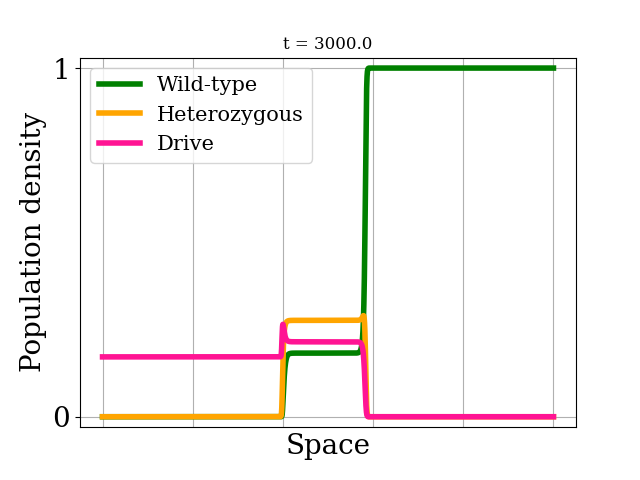 t = 3000.0
1
Wild-type
Heterozygous
Drive
Population density
0
Space